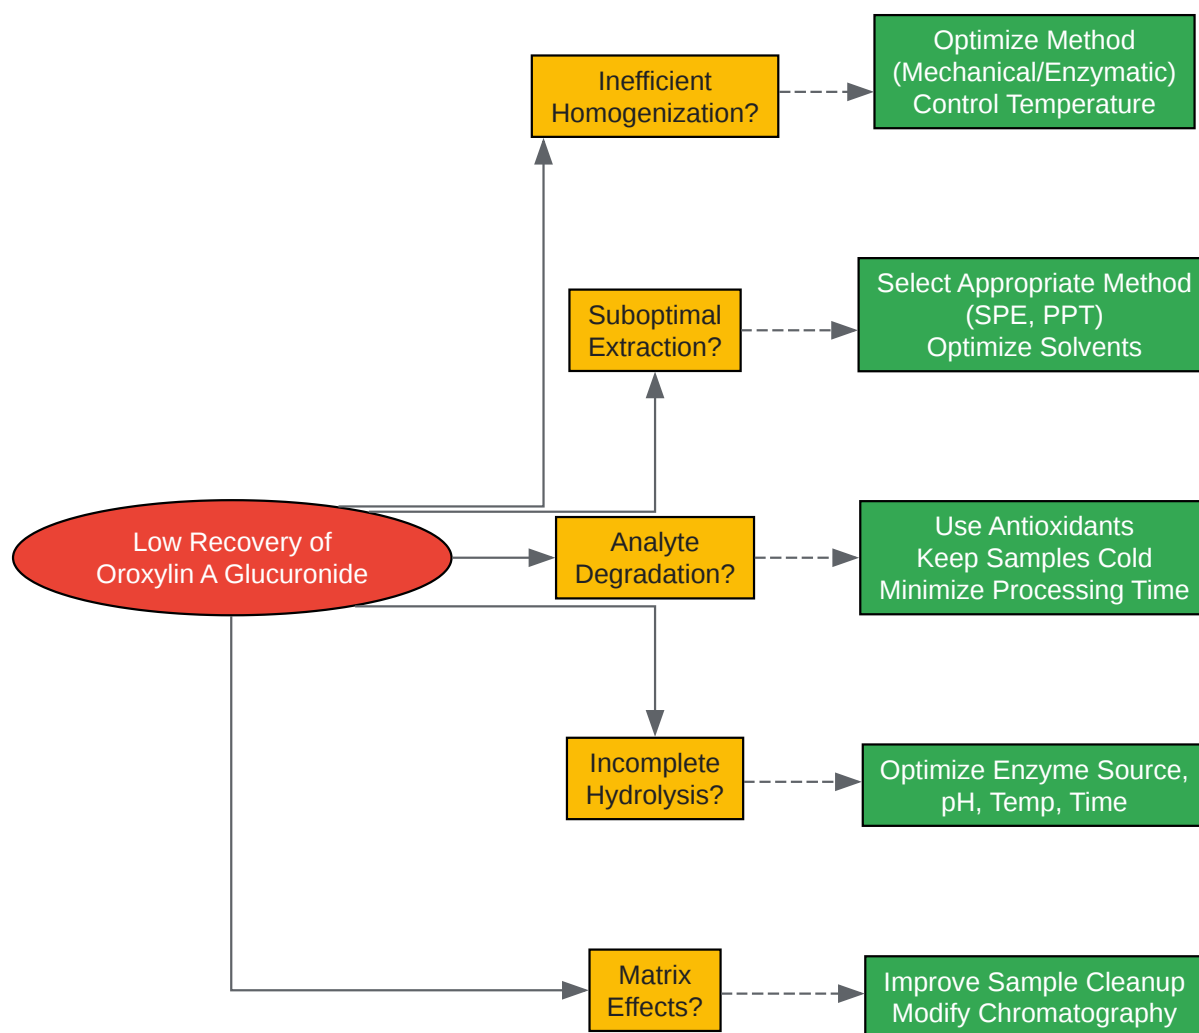 Inefficient
Homogenization?
Optimize Method
(Mechanical/Enzymatic)
Control Temperature
Suboptimal
Extraction?
Select Appropriate Method
(SPE, PPT)
Optimize Solvents
Low Recovery of
Oroxylin A Glucuronide
Analyte
Degradation?
Use Antioxidants
Keep Samples Cold
Minimize Processing Time
Incomplete
Hydrolysis?
Optimize Enzyme Source,
pH, Temp, Time
Matrix
Effects?
Improve Sample Cleanup
Modify Chromatography